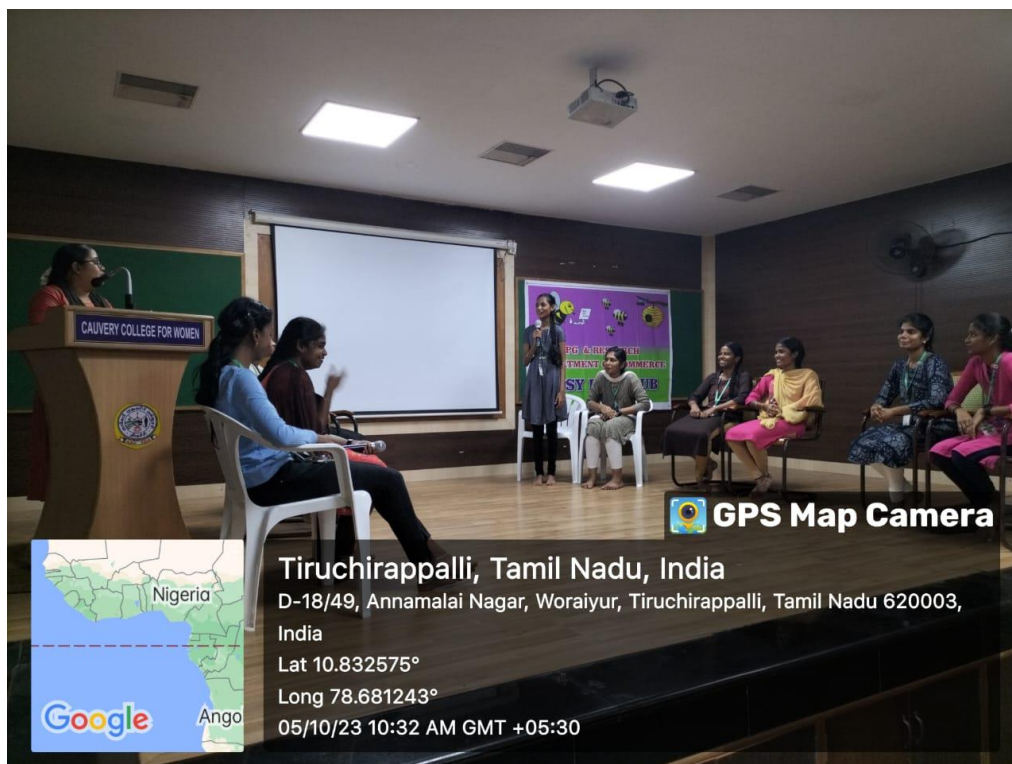 CAUVERY COLLEGE FOR WOMEN
PG & RESEARCH
COMMERCE
GPS Map Camera
Nigeria
Ango
Google
Tiruchirappalli, Tamil Nadu, India
D-18/49, Annamalai Nagar, Woraiyur, Tiruchirappalli, Tamil Nadu 620003,
India
Lat 10.832575°
Long 78.681243°
05/10/23 10:32 AM GMT +05:30